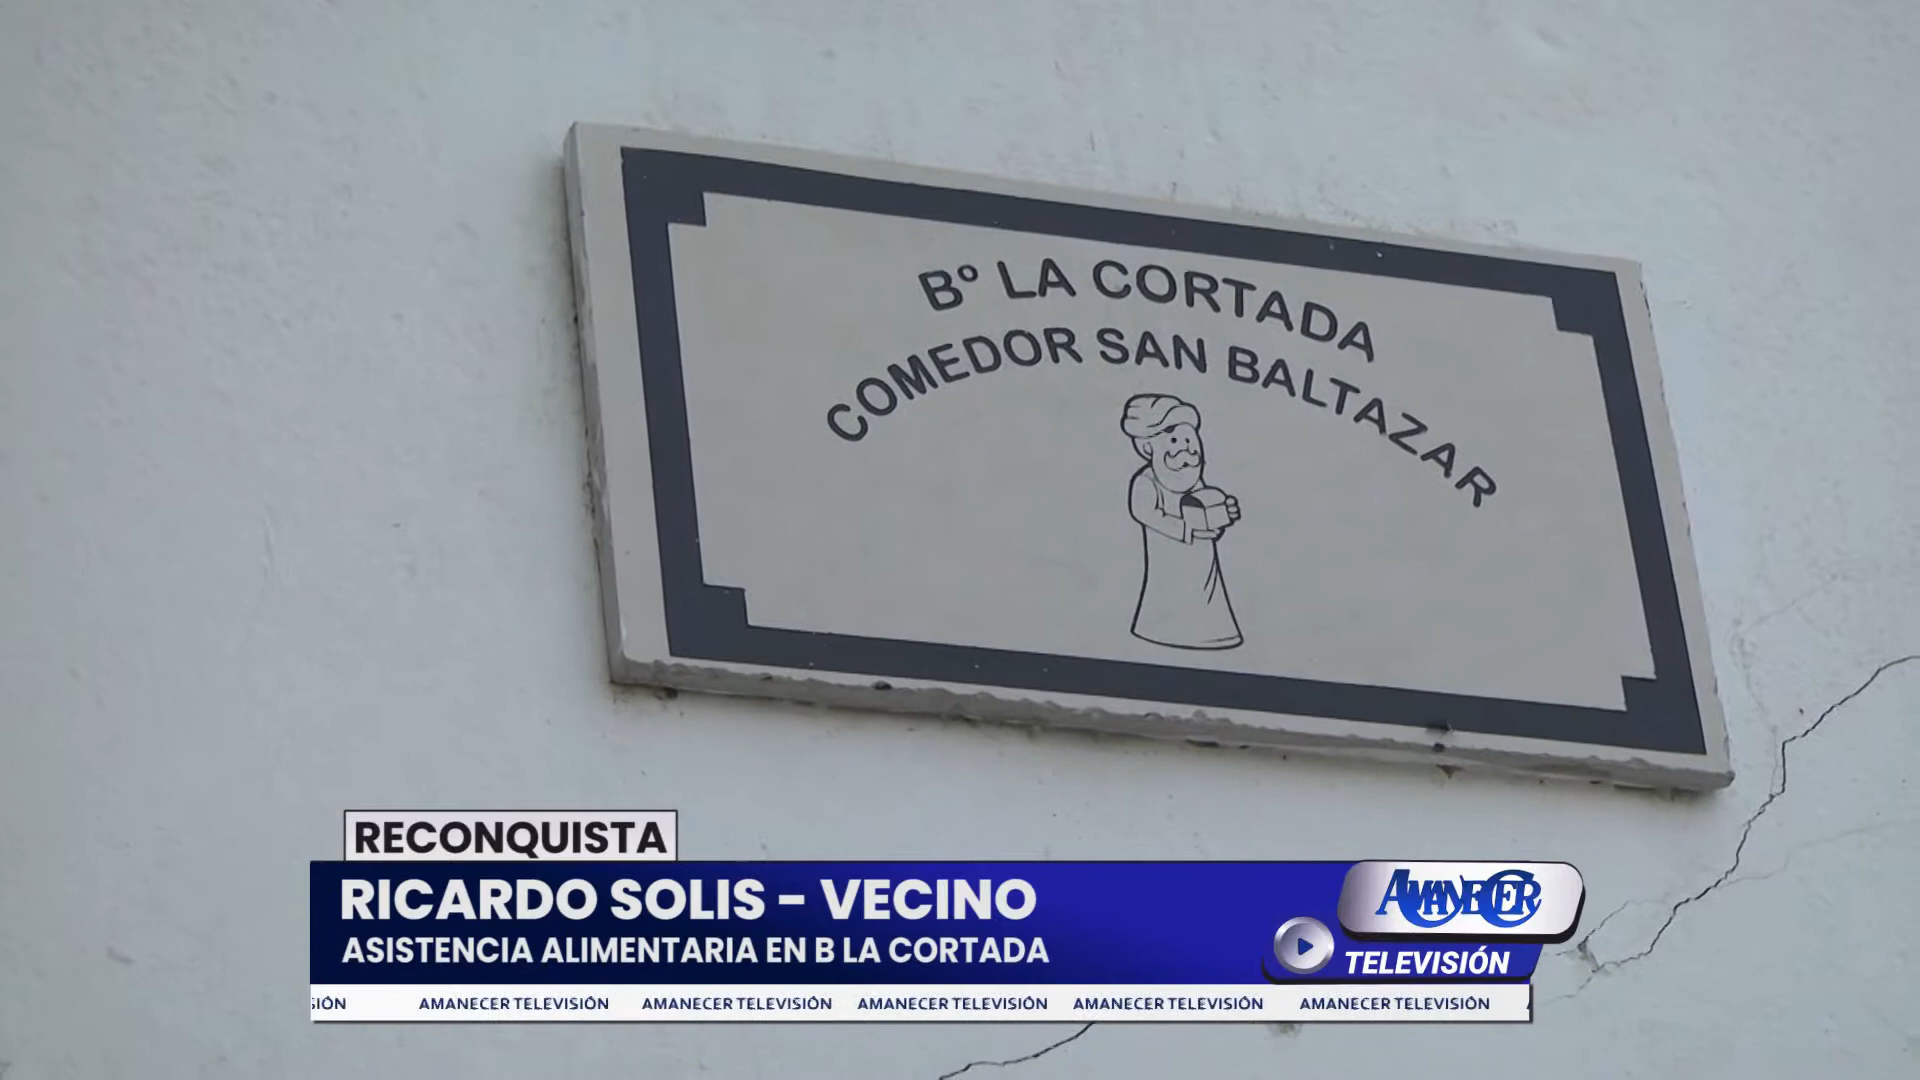 Bº LA CORTADA
COMEDOR SAN BALTAZAR
RECONQUISTA
RICARDO SOLIS - VECINO
ASISTENCIA ALIMENTARIA EN B LA CORTADA
AMANECER
TELEVISIÓN
SIÓN AMANECER TELEVISIÓN AMANECER TELEVISIÓN AMANECER TELEVISIÓN AMANECER TELEVISIÓN AMANECER TELEVISIÓN